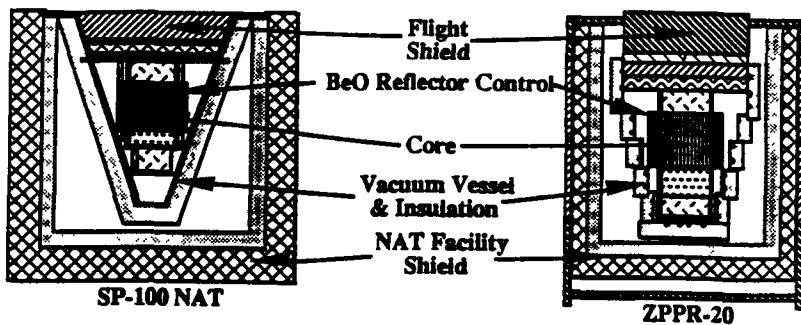 Flight
Shield
BeO Reflector Control
Core
Vacuum Vessel
& Insulation
NAT Facility
Shield
SP-100 NAT
ZPPR-20